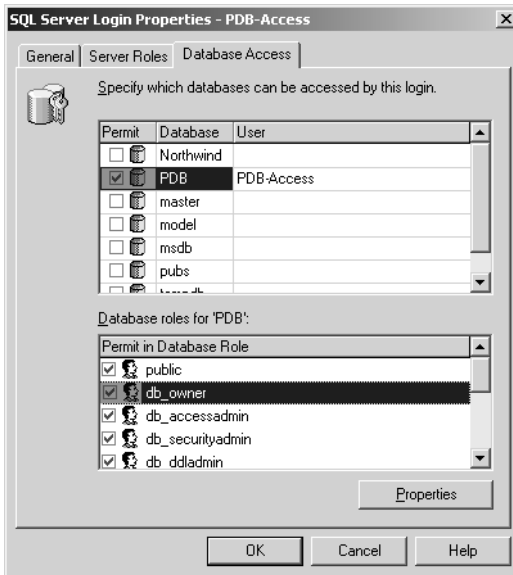 SQL Server Login Properties - PDB-Access
General Server Roles Database Access
Specify which databases can be accessed by this login.
Permit Database User
Northwind
PDB PDB-Access
master
model
msdb
pubs
tempdb
Database roles for 'PDB':
Permit in Database Role
public
db_owner
db_accessadmin
db_securityadmin
db_ddladmin
Properties
OK Cancel Help